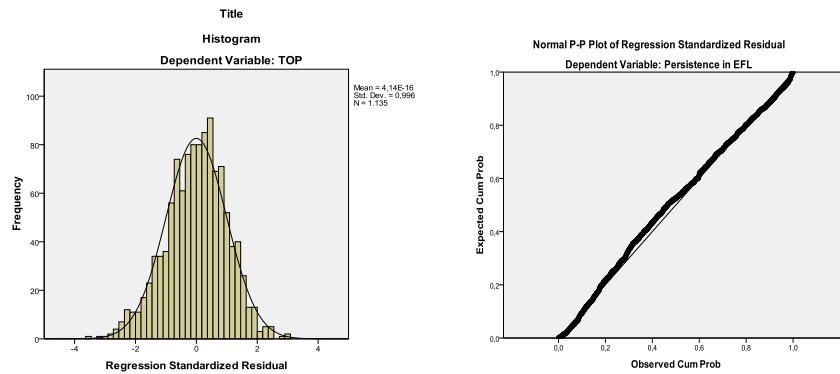 Title
Histogram
Dependent Variable: TOP
Mean = 4,14E-16
Std. Dev. = 0,996
N = 1.135
Frequency
100
80
60
40
20
0
-4
-2
0
2
4
Regression Standardized Residual
Normal P-P Plot of Regression Standardized Residual
Dependent Variable: Persistence in EFL
Expected Cum Prob
1,0
0,8
0,6
0,4
0,2
0,0
0,0
0,2
0,4
0,6
0,8
1,0
Observed Cum Prob